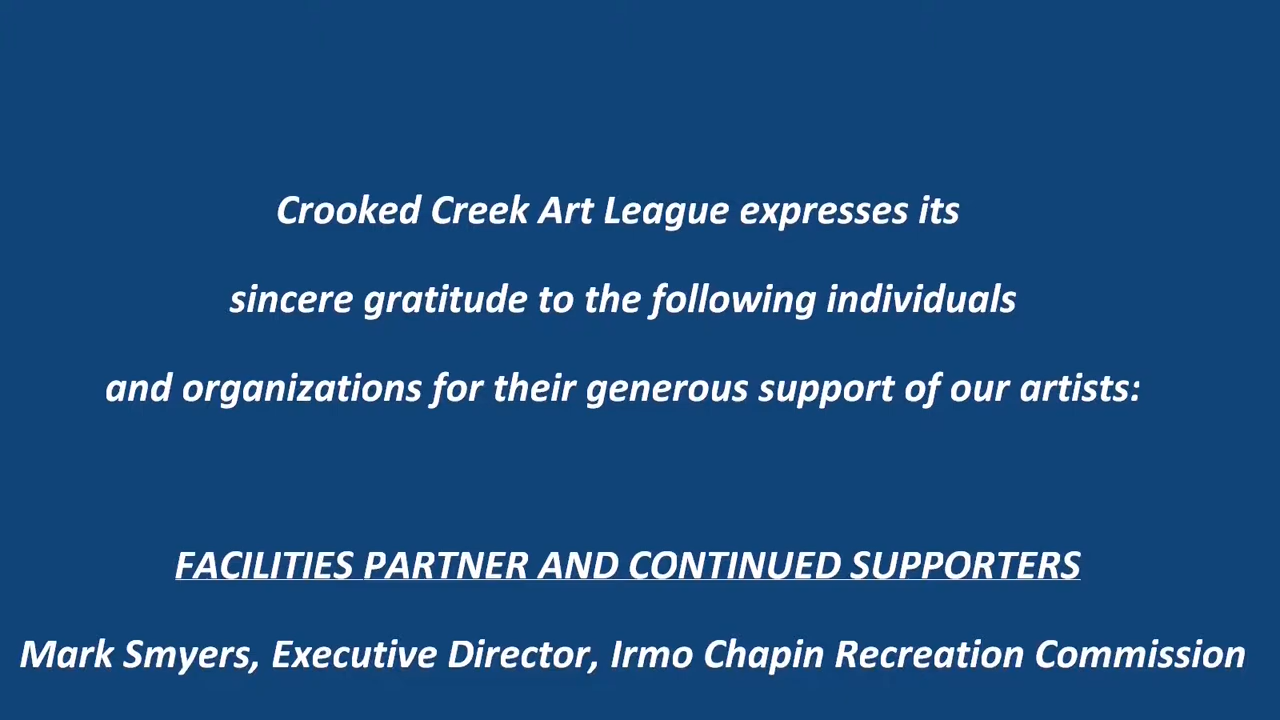 Crooked Creek Art League expresses its
sincere gratitude to the following individuals
and organizations for their generous support of our artists:
FACILITIES PARTNER AND CONTINUED SUPPORTERS
Mark Smyers, Executive Director, Irmo Chapin Recreation Commission